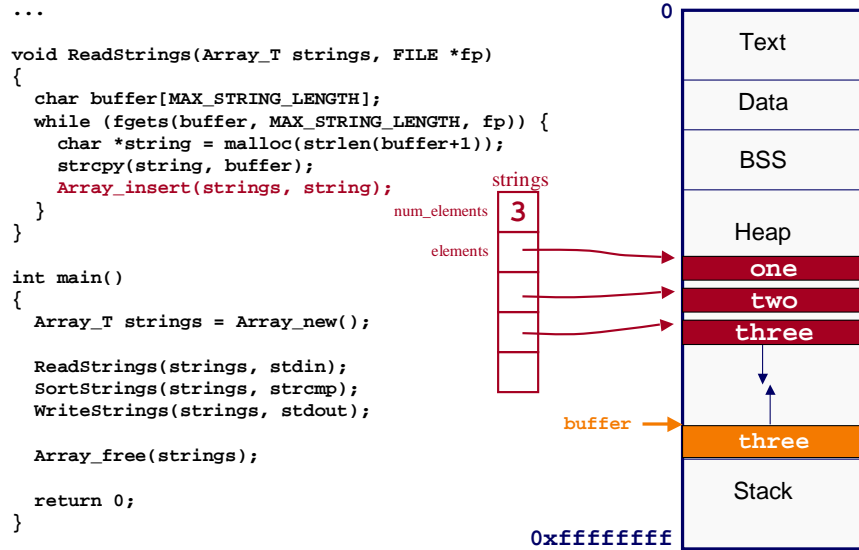 ...
void ReadStrings(Array_T strings, FILE *fp)
{
  char buffer[MAX_STRING_LENGTH];
  while (fgets(buffer, MAX_STRING_LENGTH, fp)) {
    char *string = malloc(strlen(buffer+1));
    strcpy(string, buffer);
    Array_insert(strings, string);
  }
}
int main()
{
  Array_T strings = Array_new();
  ReadStrings(strings, stdin);
  SortStrings(strings, strcmp);
  WriteStrings(strings, stdout);
  Array_free(strings);
  return 0;
}
strings
num_elements 3
elements
0
Text
Data
BSS
Heap
one
two
three
buffer
three
Stack
0xffffffff